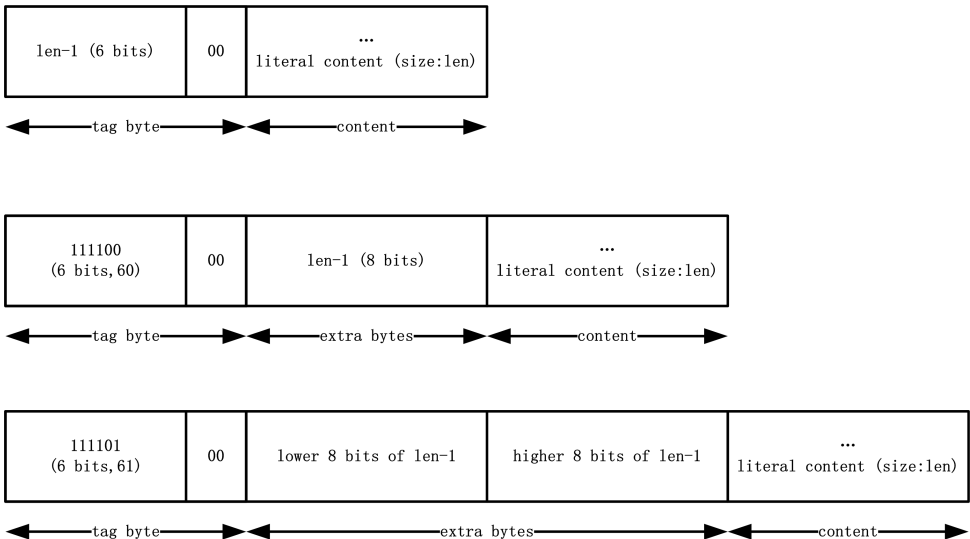 len-1 (6 bits)
00
...
literal content (size:len)
tag byte
content
111100
(6 bits,60)
00
len-1 (8 bits)
...
literal content (size:len)
tag byte
extra bytes
content
111101
(6 bits,61)
00
lower 8 bits of len-1
higher 8 bits of len-1
...
literal content (size:len)
tag byte
extra bytes
content